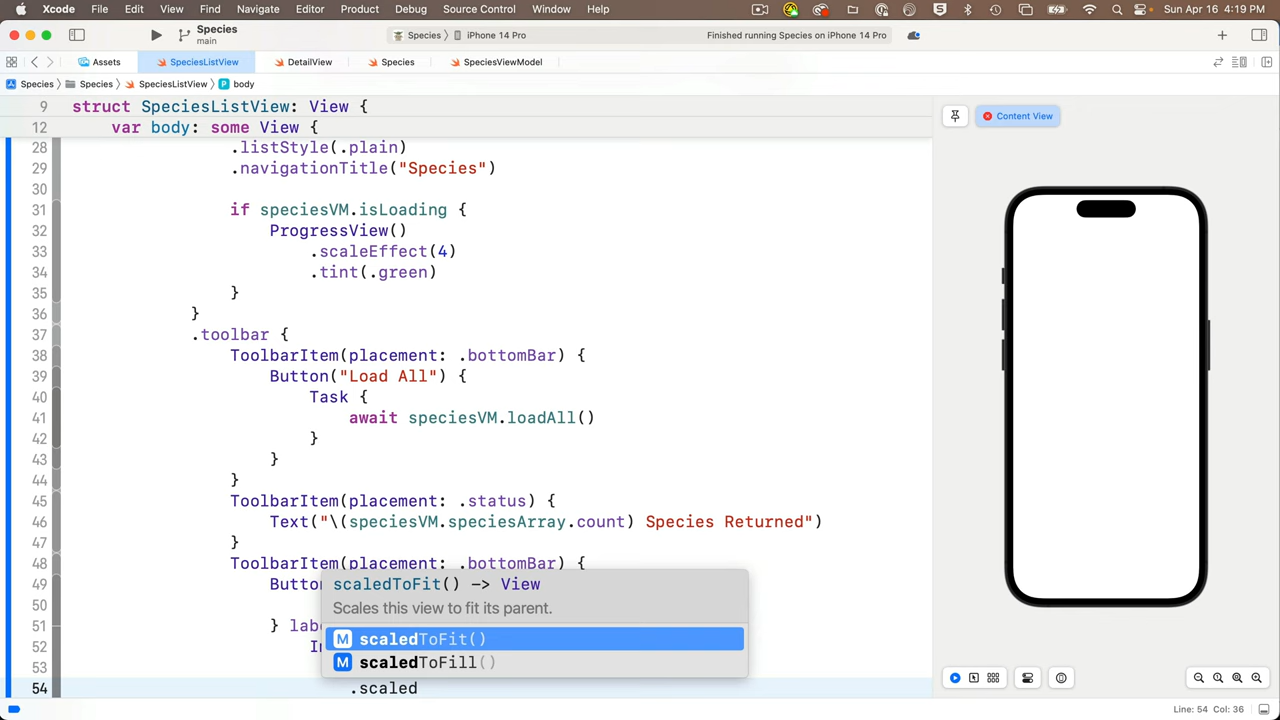 Xcode File Edit View Find Navigate Editor Product Debug Source Control Window Help Sun Apr 16 4:19 PM
Species
main
Species iPhone 14 Pro Finished running Species on iPhone 14 Pro
Assets SpeciesListView DetailView Species SpeciesViewModel
Species Species SpeciesListView body
9 struct SpeciesListView: View {
12 var body: some View {
28 .listStyle(.plain)
29 .navigationTitle("Species")
30
31 if speciesVM.isLoading {
32 ProgressView()
33 .scaleEffect(4)
34 .tint(.green)
35 }
36 }
37 .toolbar {
38 ToolbarItem(placement: .bottomBar) {
39 Button("Load All") {
40 Task {
41 await speciesVM.loadAll()
42 }
43 }
44 }
45 ToolbarItem(placement: .status) {
46 Text("\(speciesVM.speciesArray.count) Species Returned")
47 }
48 ToolbarItem(placement: .bottomBar) {
49 Button
50
51 } lab
52 I
53
54 .scaled
scaledToFit() -> View
Scales this view to fit its parent.
M scaledToFit()
M scaledToFill()
Content View
Line: 54 Col: 36